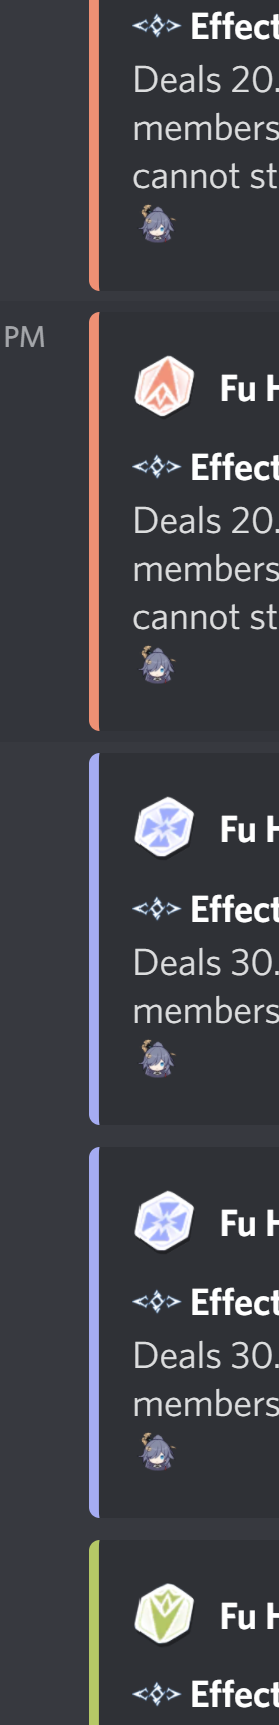 Effect
Deals 20.
members
cannot st
PM
Fu H
Effect
Deals 20.
members
cannot st
Fu H
Effect
Deals 30.
members
Fu H
Effect
Deals 30.
members
Fu H
Effect